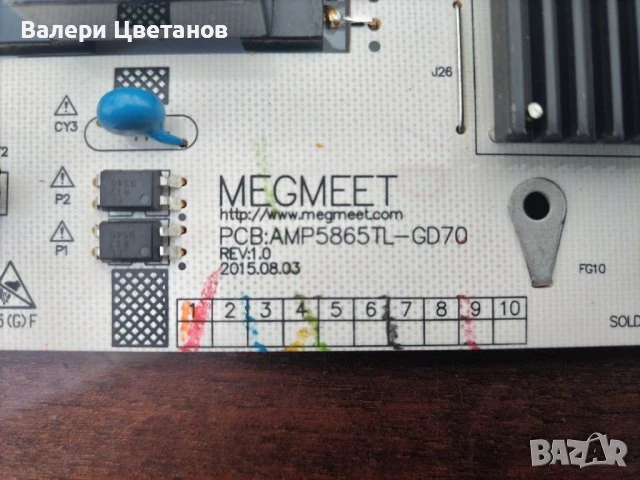 Валери Цветанов
J26
CY3
P2
P1
MEGMEET
http://www.megmeet.com
PCB:AMP5865TL-GD70
REV:1.0
2015.08.03
FG10
(G)F
1 2 3 4 5 6 7 8 9 10
SOLD
BAZAR